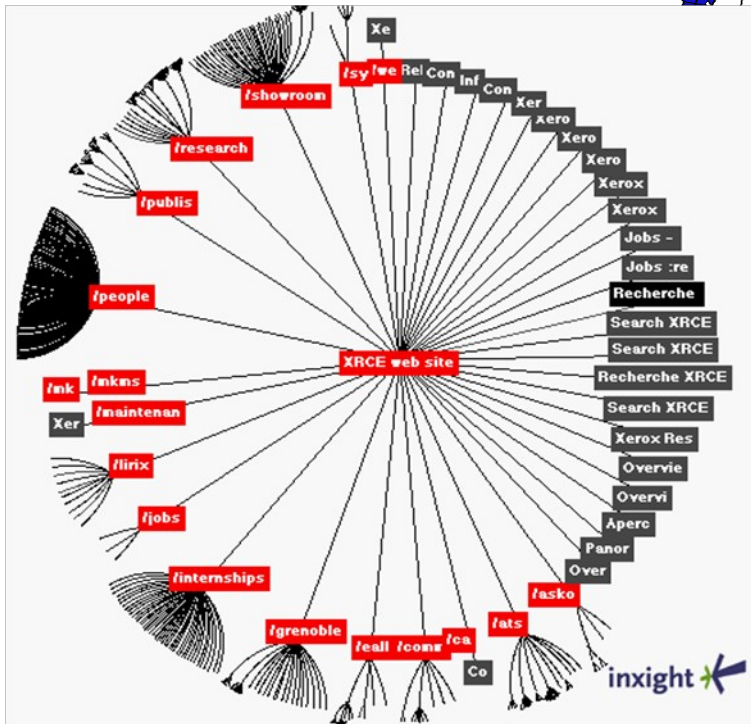 Xe
/sy
/we
Rel
Con
Inf
Con
Xer
Xero
Xero
Xero
Xerox
Xerox
Jobs -
Jobs :re
Recherche
Search XRCE
Search XRCE
Recherche XRCE
Search XRCE
Xerox Res
Overvie
Overvi
Aperc
Panor
Over
/asko
/ats
Co
/ca
/comm
/eall
/grenoble
/internships
/jobs
/lirix
Xer
/maintenan
/mk
/mkms
/people
/publis
/research
/showroom
XRCE web site
inxight